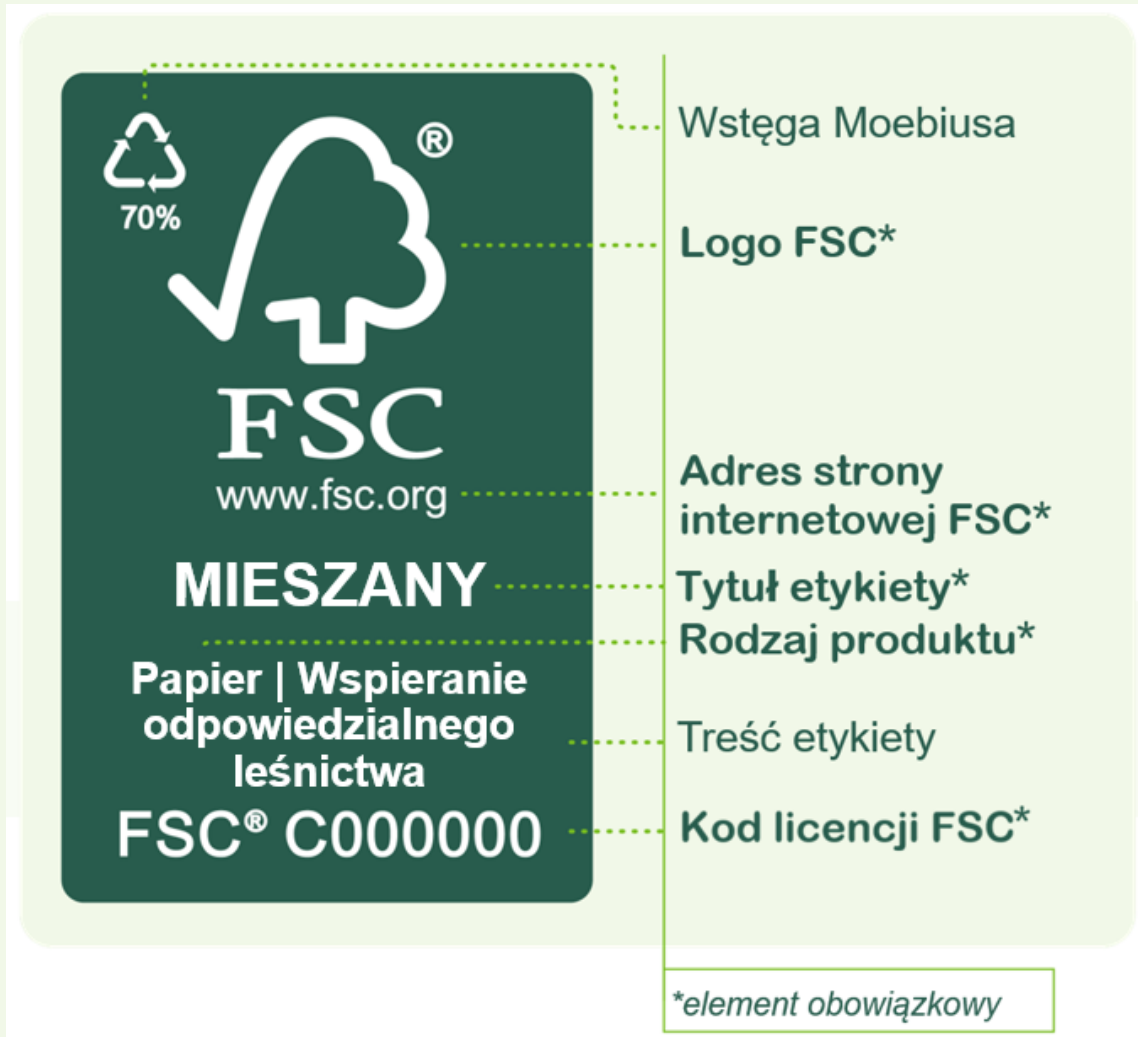 ®
70%
FSC
www.fsc.org
MIESZANY
Papier | Wspieranie
odpowiedzialnego
leśnictwa
FSC® C000000
Wstęga Moebiusa
Logo FSC*
Adres strony
internetowej FSC*
Tytuł etykiety*
Rodzaj produktu*
Treść etykiety
Kod licencji FSC*
*element obowiązkowy